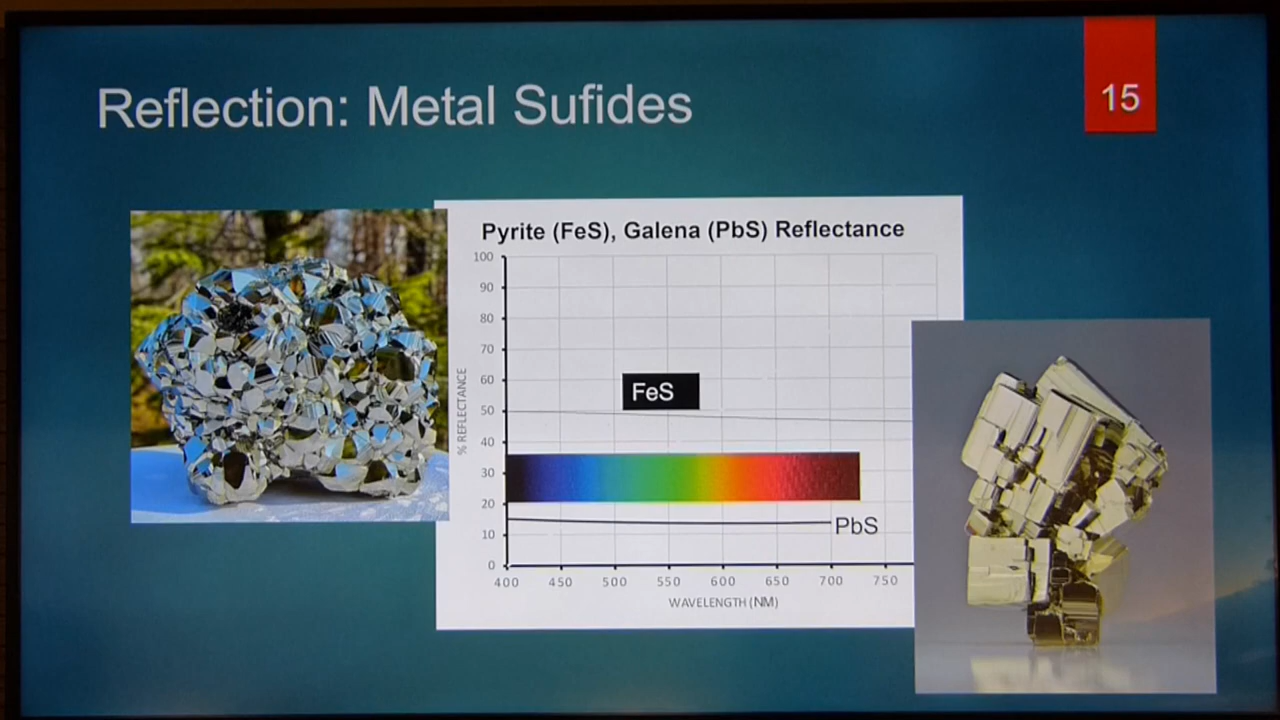 Reflection: Metal Sufides
15
Pyrite (FeS), Galena (PbS) Reflectance
100
90
80
70
60
50
40
30
20
10
0
% REFLECTANCE
FeS
PbS
400 450 500 550 600 650 700 750
WAVELENGTH (NM)